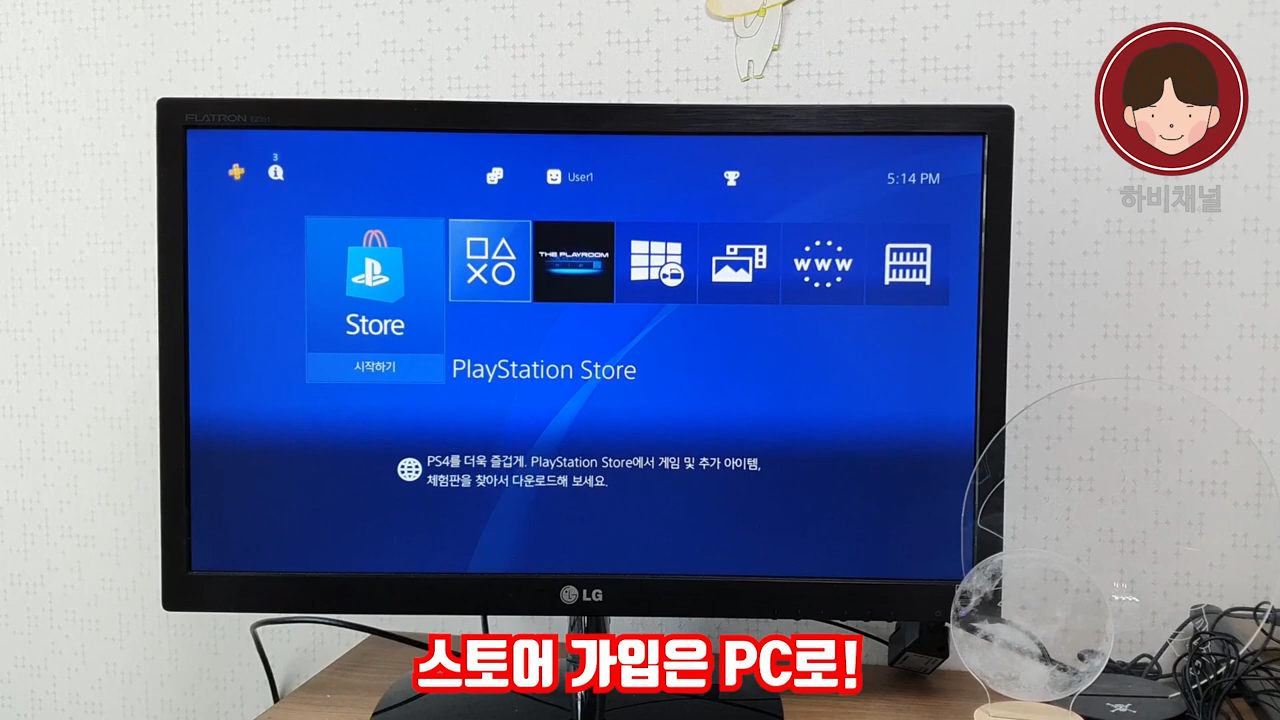 FLATRON
3
User1
5:14 PM
하비채널
THE PLAYROOM
www
Store
시작하기
PlayStation Store
PS4를 더욱 즐겁게. PlayStation Store에서 게임 및 추가 아이템,
체험판을 찾아서 다운로드해 보세요.
LG
스토어 가입은 PC로!